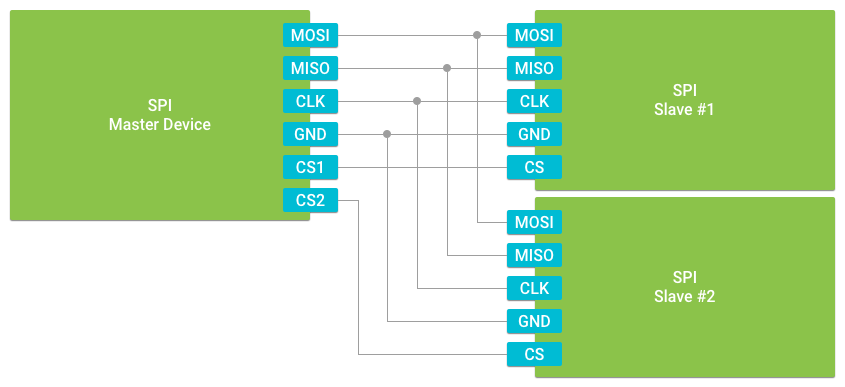 SPI
Master Device
MOSI
MISO
CLK
GND
CS1
CS2
MOSI
MISO
CLK
GND
CS
SPI
Slave #1
MOSI
MISO
CLK
GND
CS
SPI
Slave #2